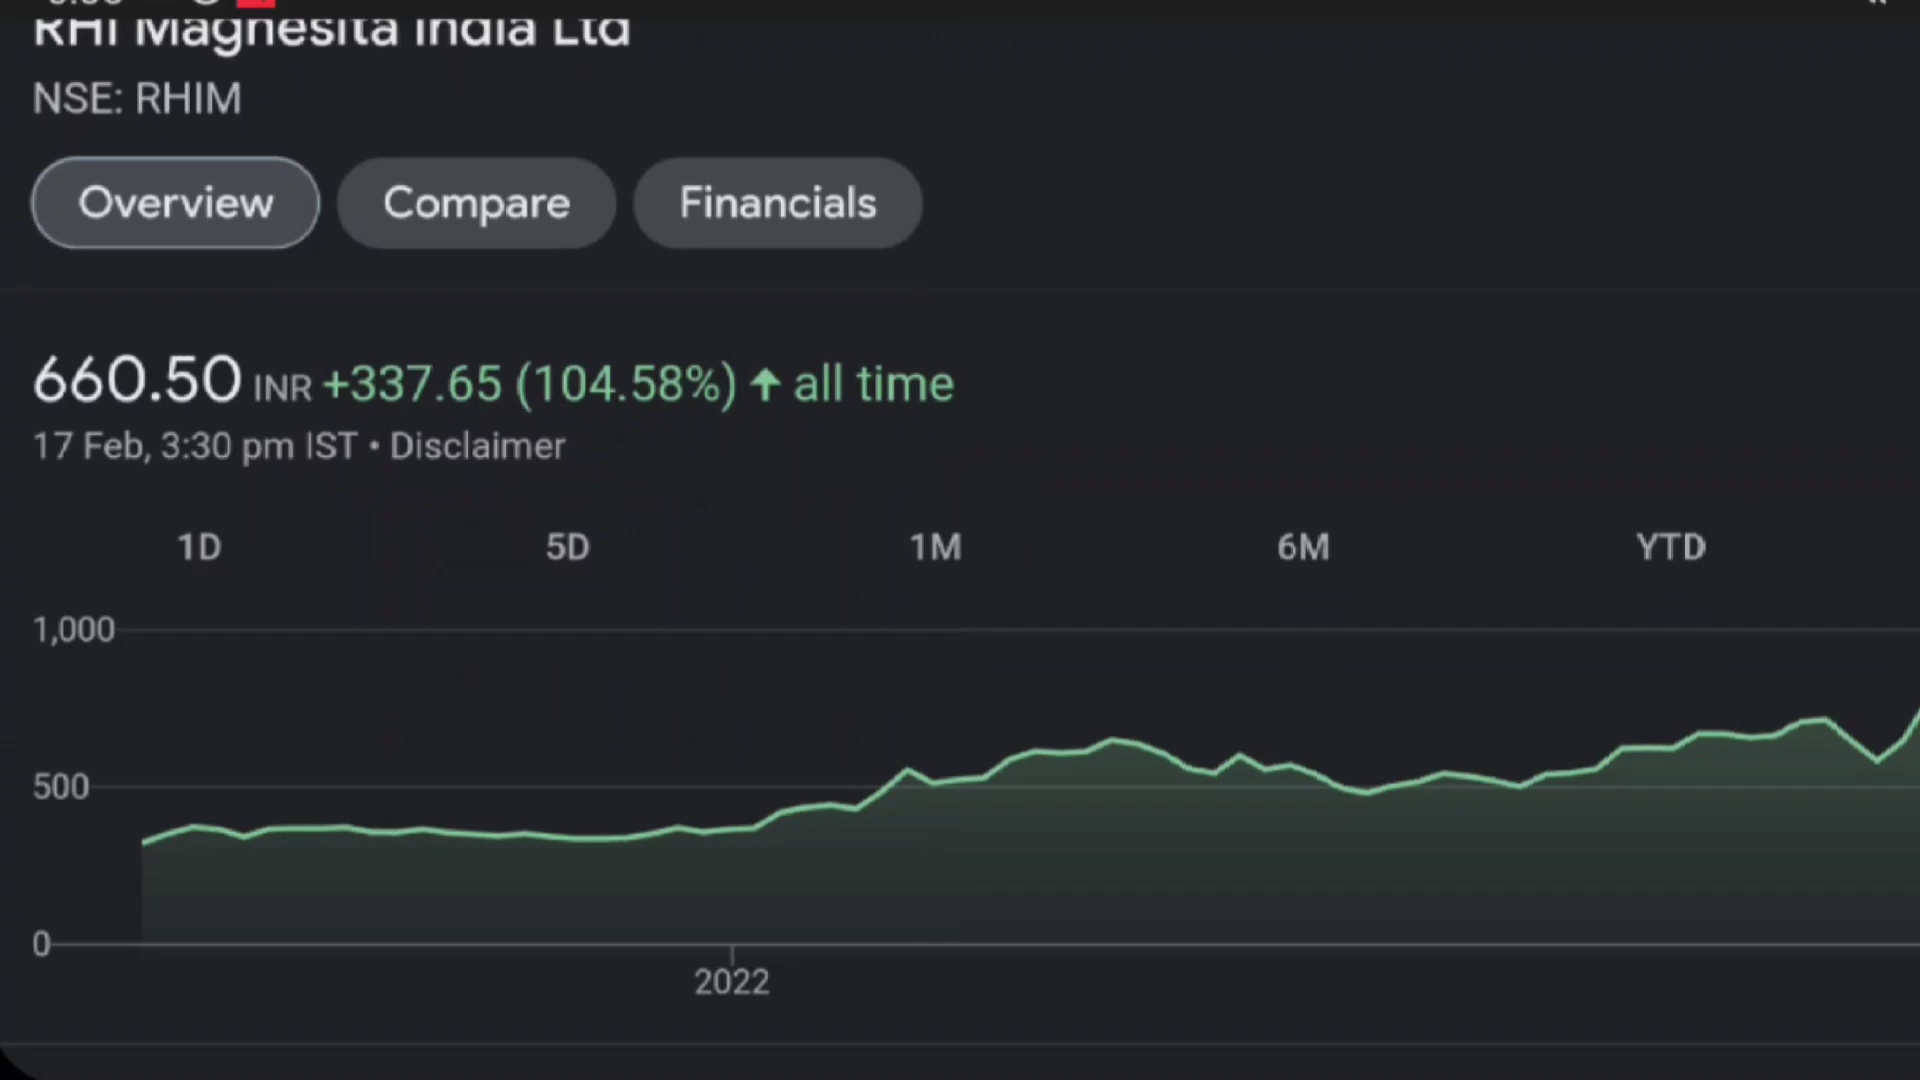 RHI Magnesita India Ltd
NSE: RHIM
Overview Compare Financials
660.50 INR +337.65 (104.58%) ↑ all time
17 Feb, 3:30 pm IST • Disclaimer
1D 5D 1M 6M YTD
1,000
500
0
2022